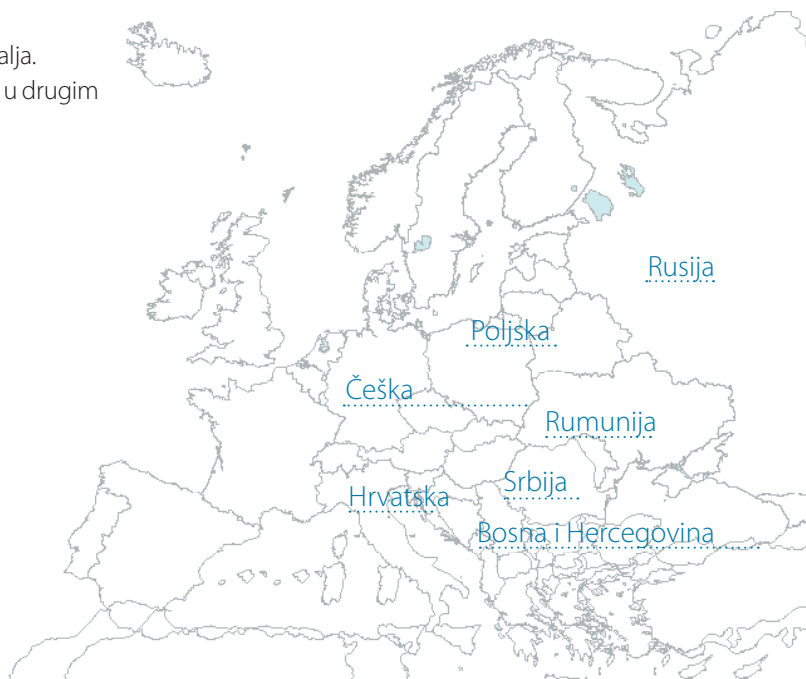 alja.
u drugim
Rusija
Poljska
Češka
Rumunija
Srbija
Hrvatska
Bosna i Hercegovina